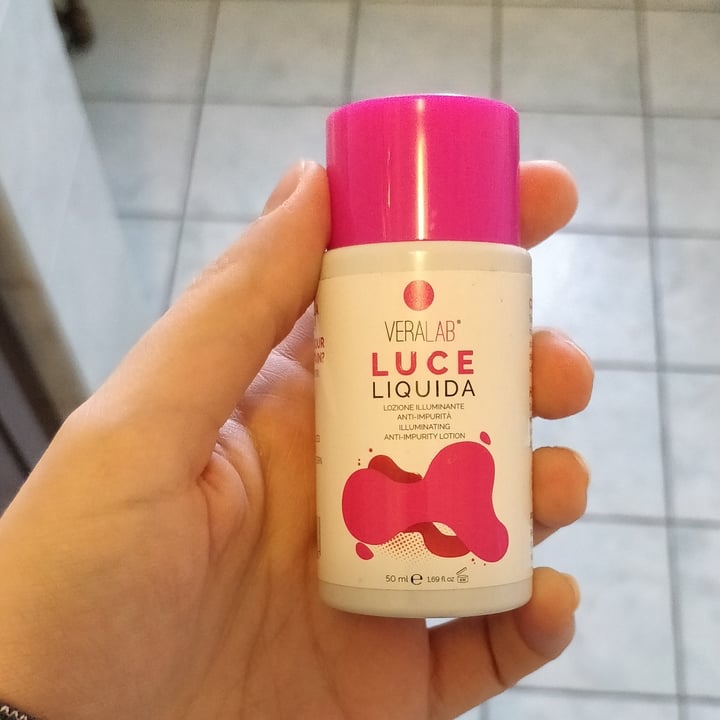 VERALAB®
LUCE
LIQUIDA
LOZIONE ILLUMINANTE
ANTI-IMPURITÀ
ILLUMINATING
ANTI-IMPURITY LOTION
50 ml e 1.69 fl oz